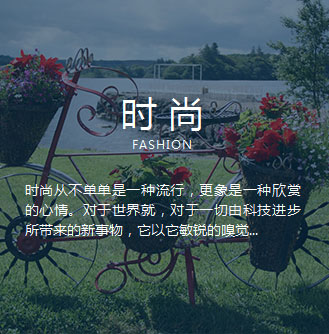 时尚
FASHION
时尚从不单单是一种流行，更象是一种欣赏
的心情。对于世界就，对于一切由科技进步
所带来的新事物，它以它敏锐的嗅觉...